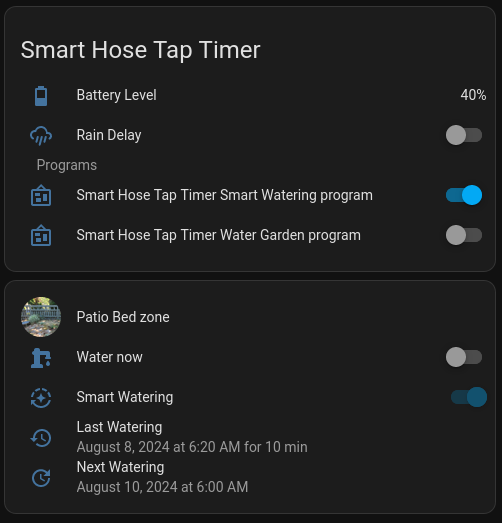 Smart Hose Tap Timer
Battery Level 40%
Rain Delay
Programs
Smart Hose Tap Timer Smart Watering program
Smart Hose Tap Timer Water Garden program
Patio Bed zone
Water now
Smart Watering
Last Watering
August 8, 2024 at 6:20 AM for 10 min
Next Watering
August 10, 2024 at 6:00 AM